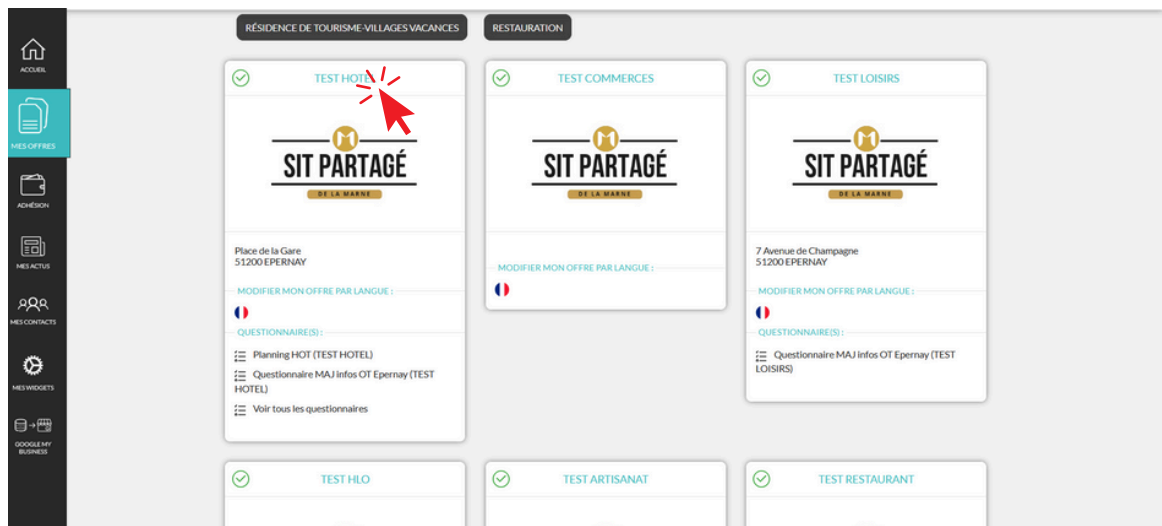 RÉSIDENCE DE TOURISME-VILLAGES VACANCES
RESTAURATION
ACCUEIL
MES OFFRES
ADHÉSION
MES ACTUS
MES CONTACTS
MES WIDGETS
GOOGLE MY
BUSINESS
TEST HOTEL
M
SIT PARTAGÉ
DE LA MARNE
Place de la Gare
51200 EPERNAY
MODIFIER MON OFFRE PAR LANGUE :
QUESTIONNAIRE(S) :
Planning HOT (TEST HOTEL)
Questionnaire MAJ infos OT Epernay (TEST
HOTEL)
Voir tous les questionnaires
TEST COMMERCES
M
SIT PARTAGÉ
DE LA MARNE
MODIFIER MON OFFRE PAR LANGUE :
TEST LOISIRS
M
SIT PARTAGÉ
DE LA MARNE
7 Avenue de Champagne
51200 EPERNAY
MODIFIER MON OFFRE PAR LANGUE :
QUESTIONNAIRE(S) :
Questionnaire MAJ infos OT Epernay (TEST
LOISIRS)
TEST HLO
TEST ARTISANAT
TEST RESTAURANT